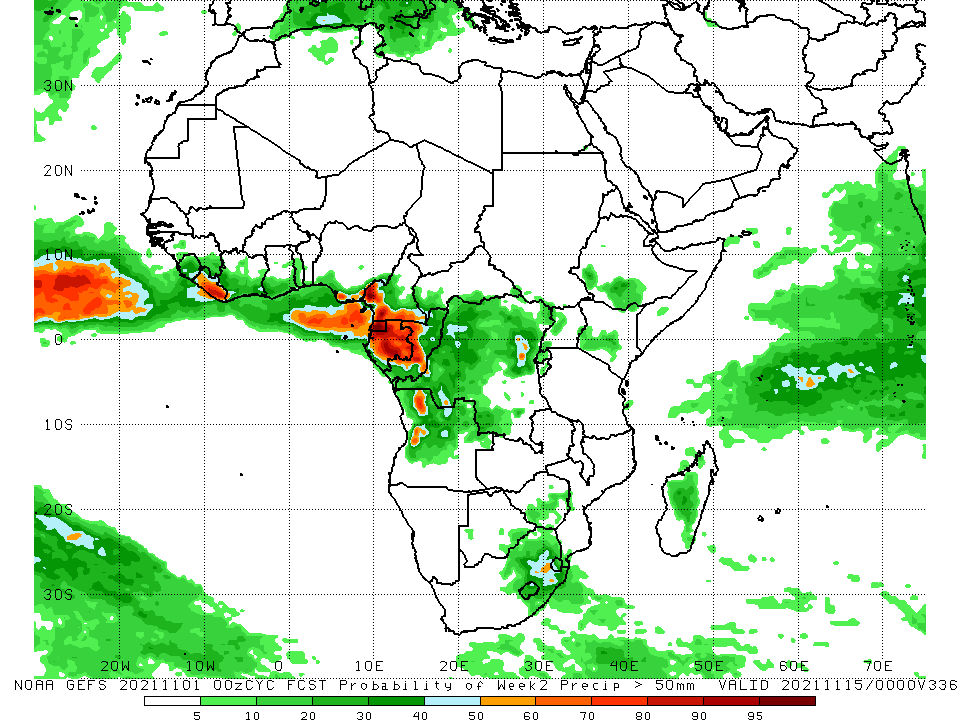 30N
20N
10N
0
10S
20S
30S
20W 10W 0 10E 20E 30E 40E 50E 60E 70E
NOAA GEFS 20211101 00zCYC FCST Probability of Week2 Precip > 50mm VALID 20211115/0000V336
5 10 20 30 40 50 60 70 80 90 95